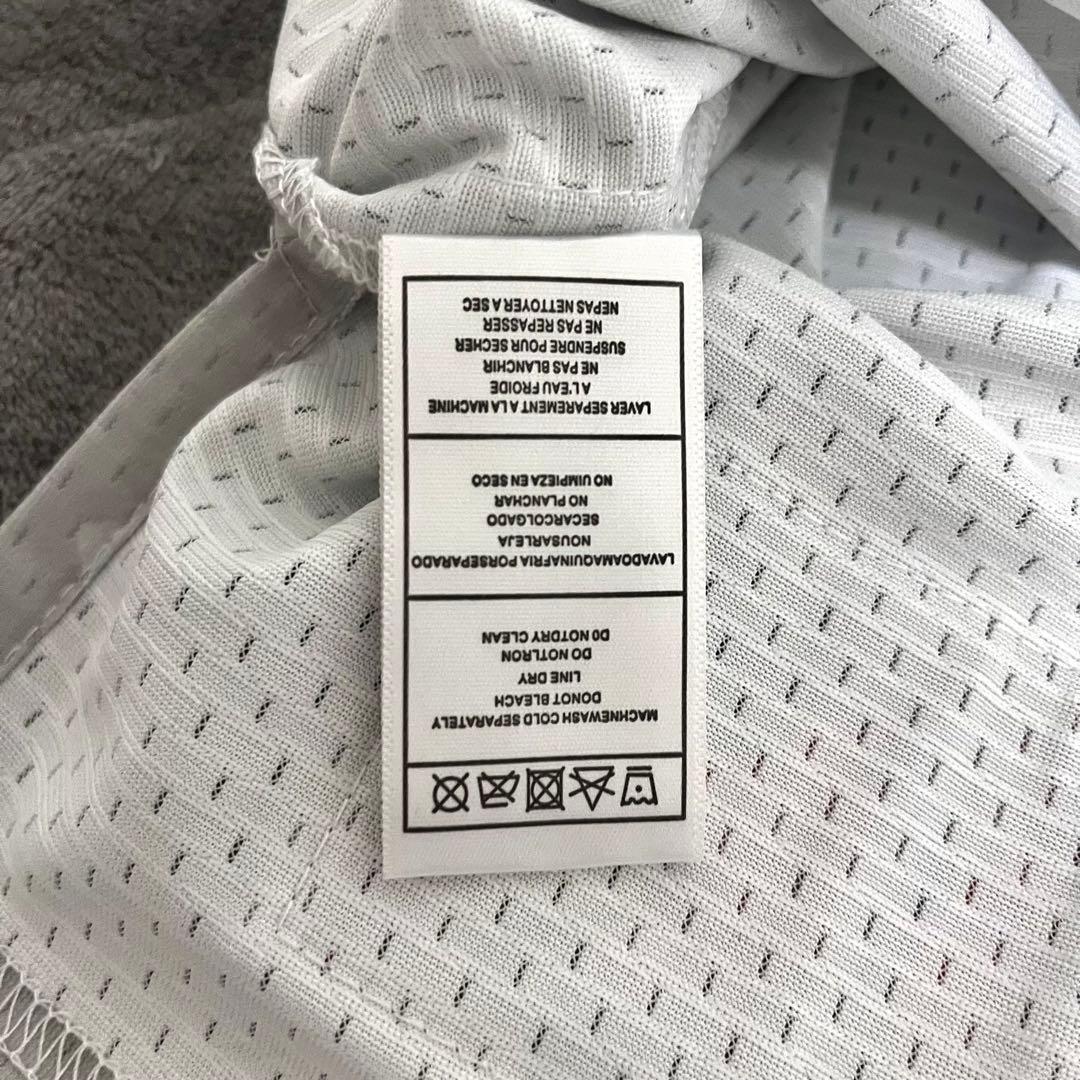 MACHNEWASH COLD SEPARATELY
DONOT BLEACH
LINE DRY
DO NOTLRON
D0 NOTDRY CLEAN
LAVADOAMAQUINAFRIA PORSEPARADO
NOUSARLEJA
SECARCOLGADO
NO PLANCHAR
NO UIMPIEZA EN SECO
LAVER SEPAREMENT A LA MACHINE
A L'EAU FROIDE
NE PAS BLANCHIR
SUSPENDRE POUR SECHER
NE PAS REPASSER
NEPAS NETTOYER A SEC